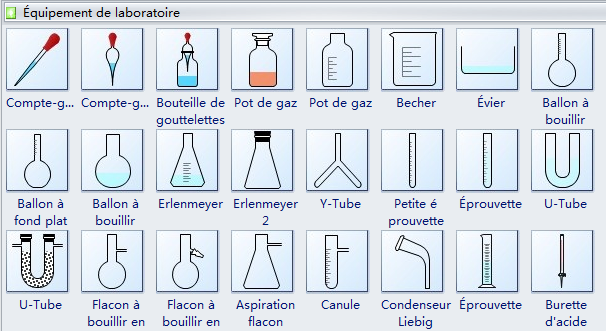 Équipement de laboratoire
Compte-g... Compte-g... Bouteille de gouttelettes Pot de gaz Pot de gaz Becher Évier Ballon à bouillir
Ballon à fond plat Ballon à bouillir Erlenmeyer Erlenmeyer 2 Y-Tube Petite é prouvette Éprouvette U-Tube
U-Tube Flacon à bouillir en Flacon à bouillir en Aspiration flacon Canule Condenseur Liebig Éprouvette Burette d'acide